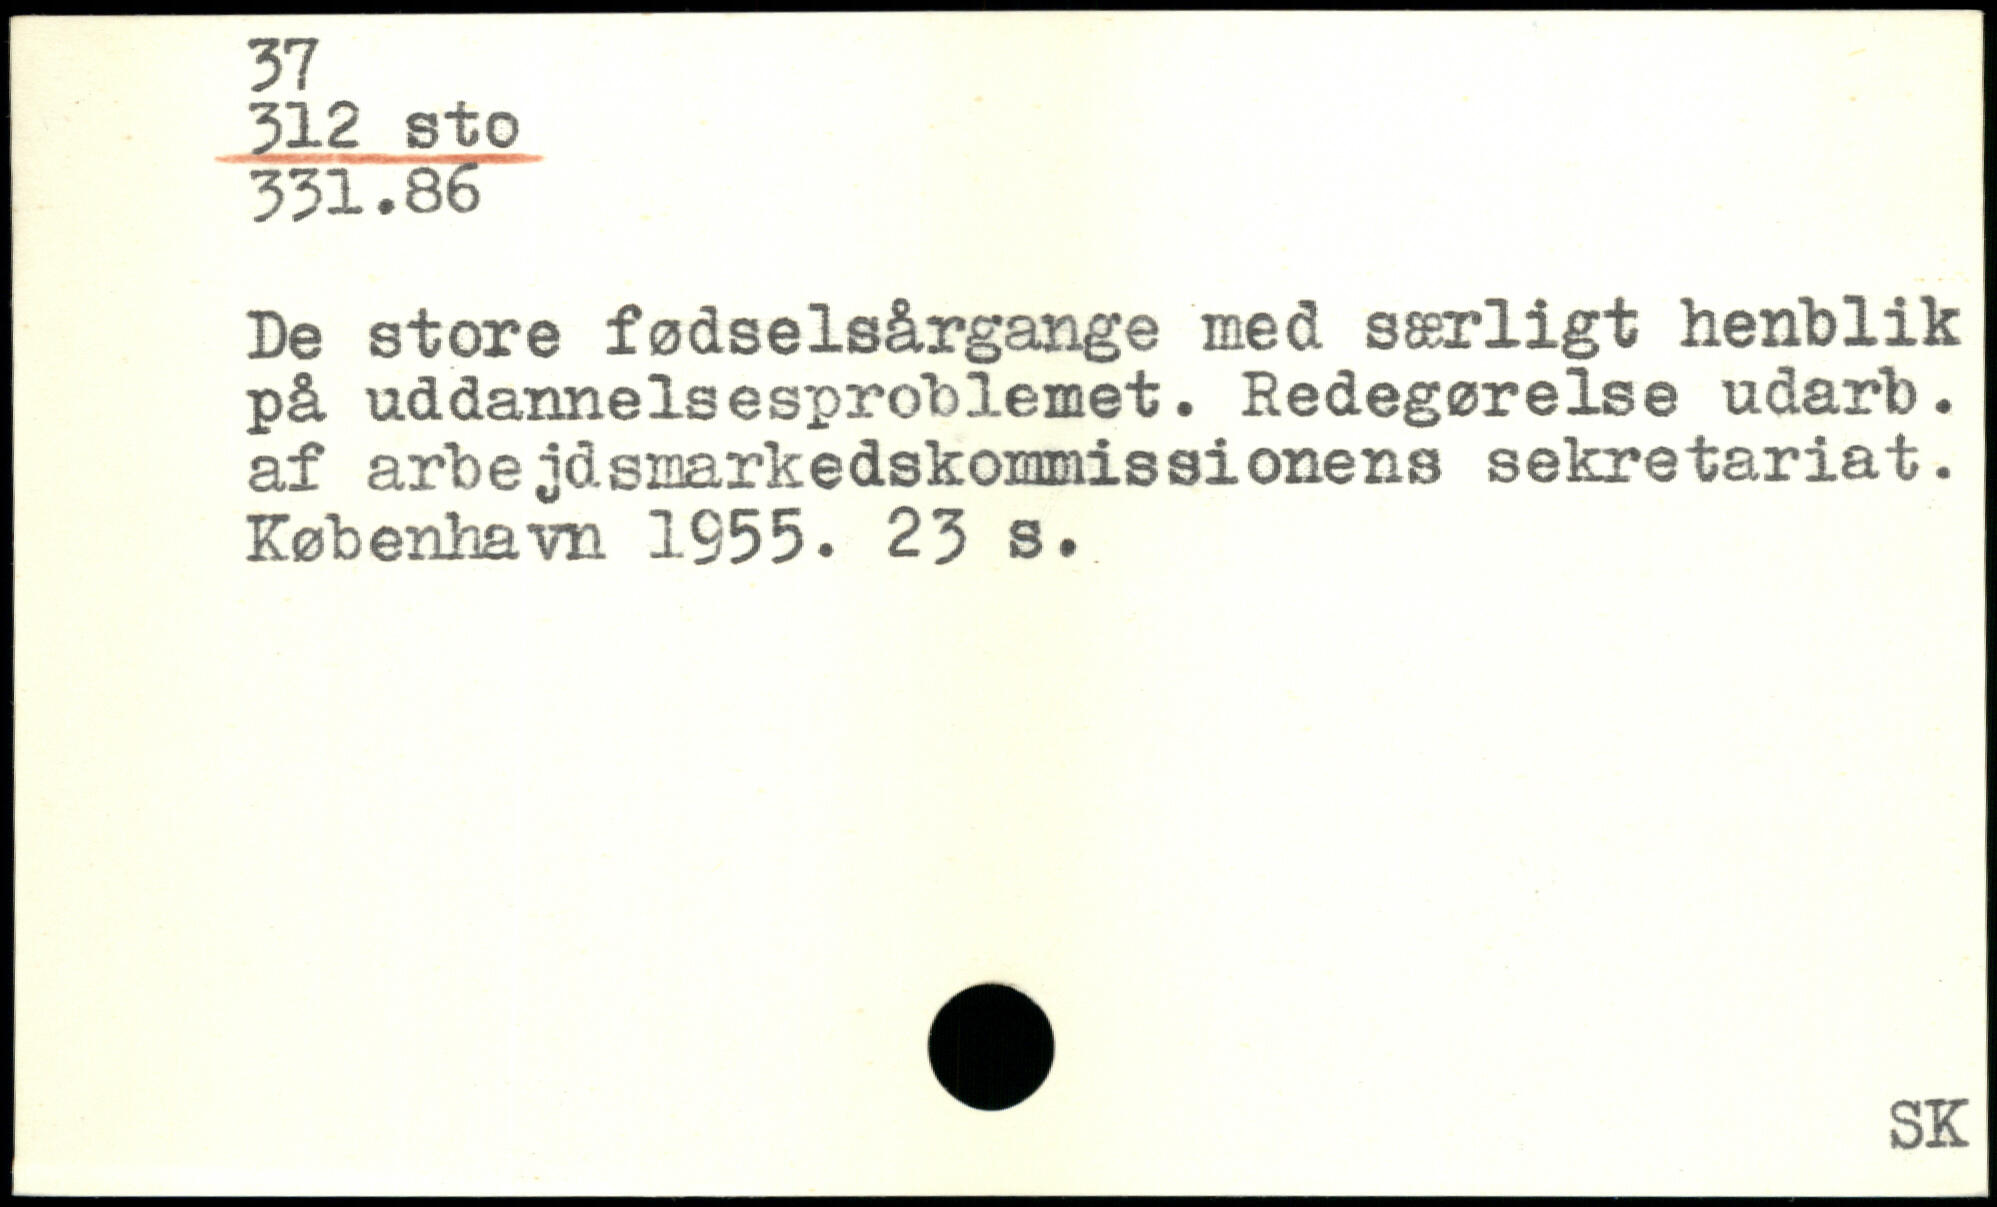 37
312 sto
331.86
De store fødselsårgange med særligt henblik
på uddannelsesproblemet. Redegørelse udarb.
af arbejdsmarkedskommissionens sekretariat.
København 1955. 23 s.
SK